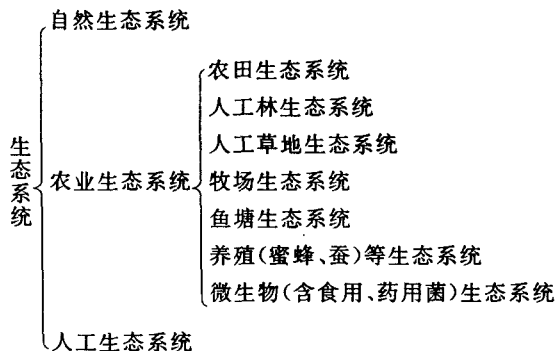 自然生态系统
农田生态系统
人工林生态系统
人工草地生态系统
生态系统
农业生态系统
牧场生态系统
鱼塘生态系统
养殖(蜜蜂、蚕)等生态系统
微生物(含食用、药用菌)生态系统
人工生态系统